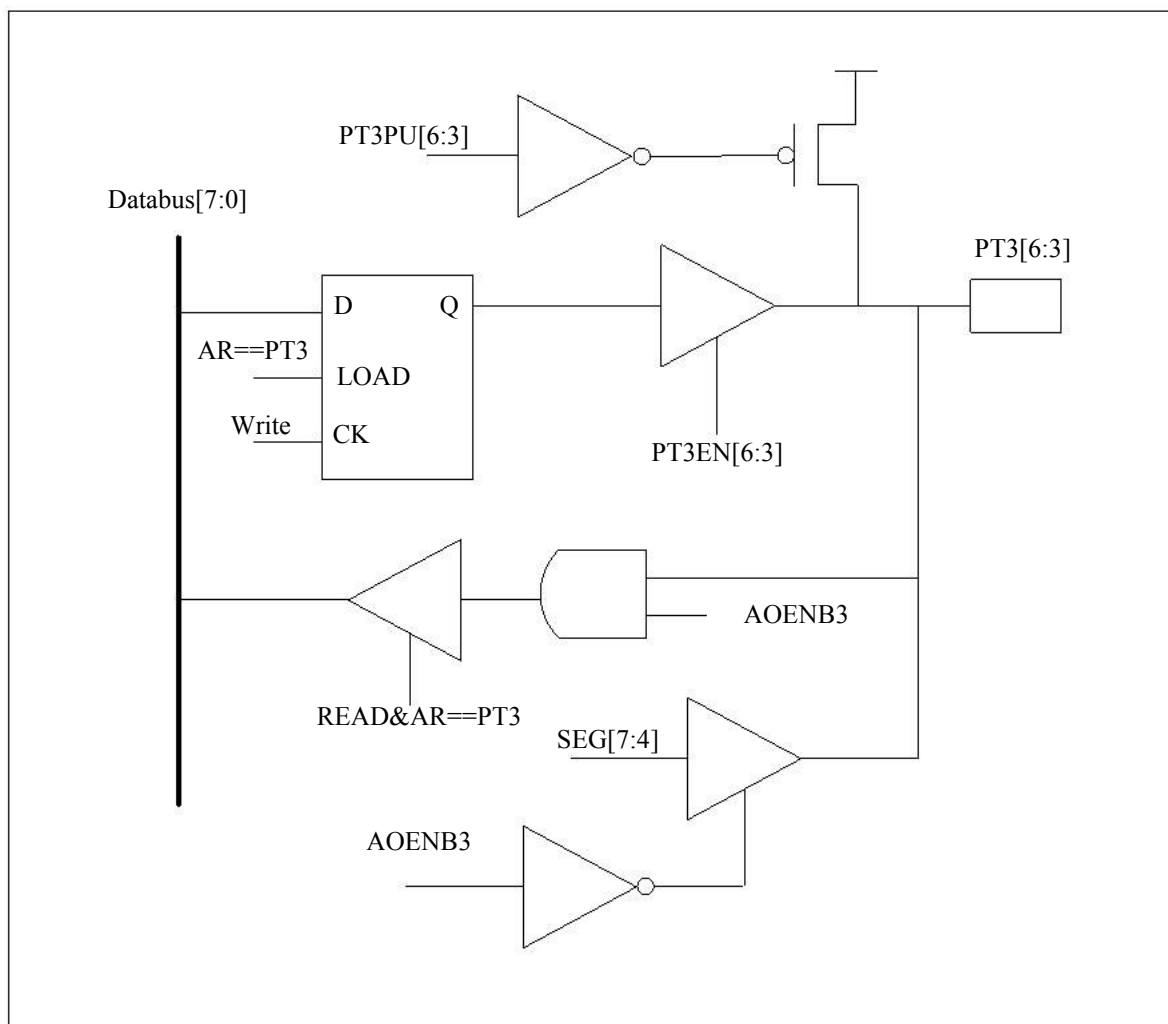 PT3PU[6:3]
Databus[7:0]
PT3[6:3]
D
Q
AR==PT3
LOAD
Write
CK
PT3EN[6:3]
AOENB3
READ&AR==PT3
SEG[7:4]
AOENB3